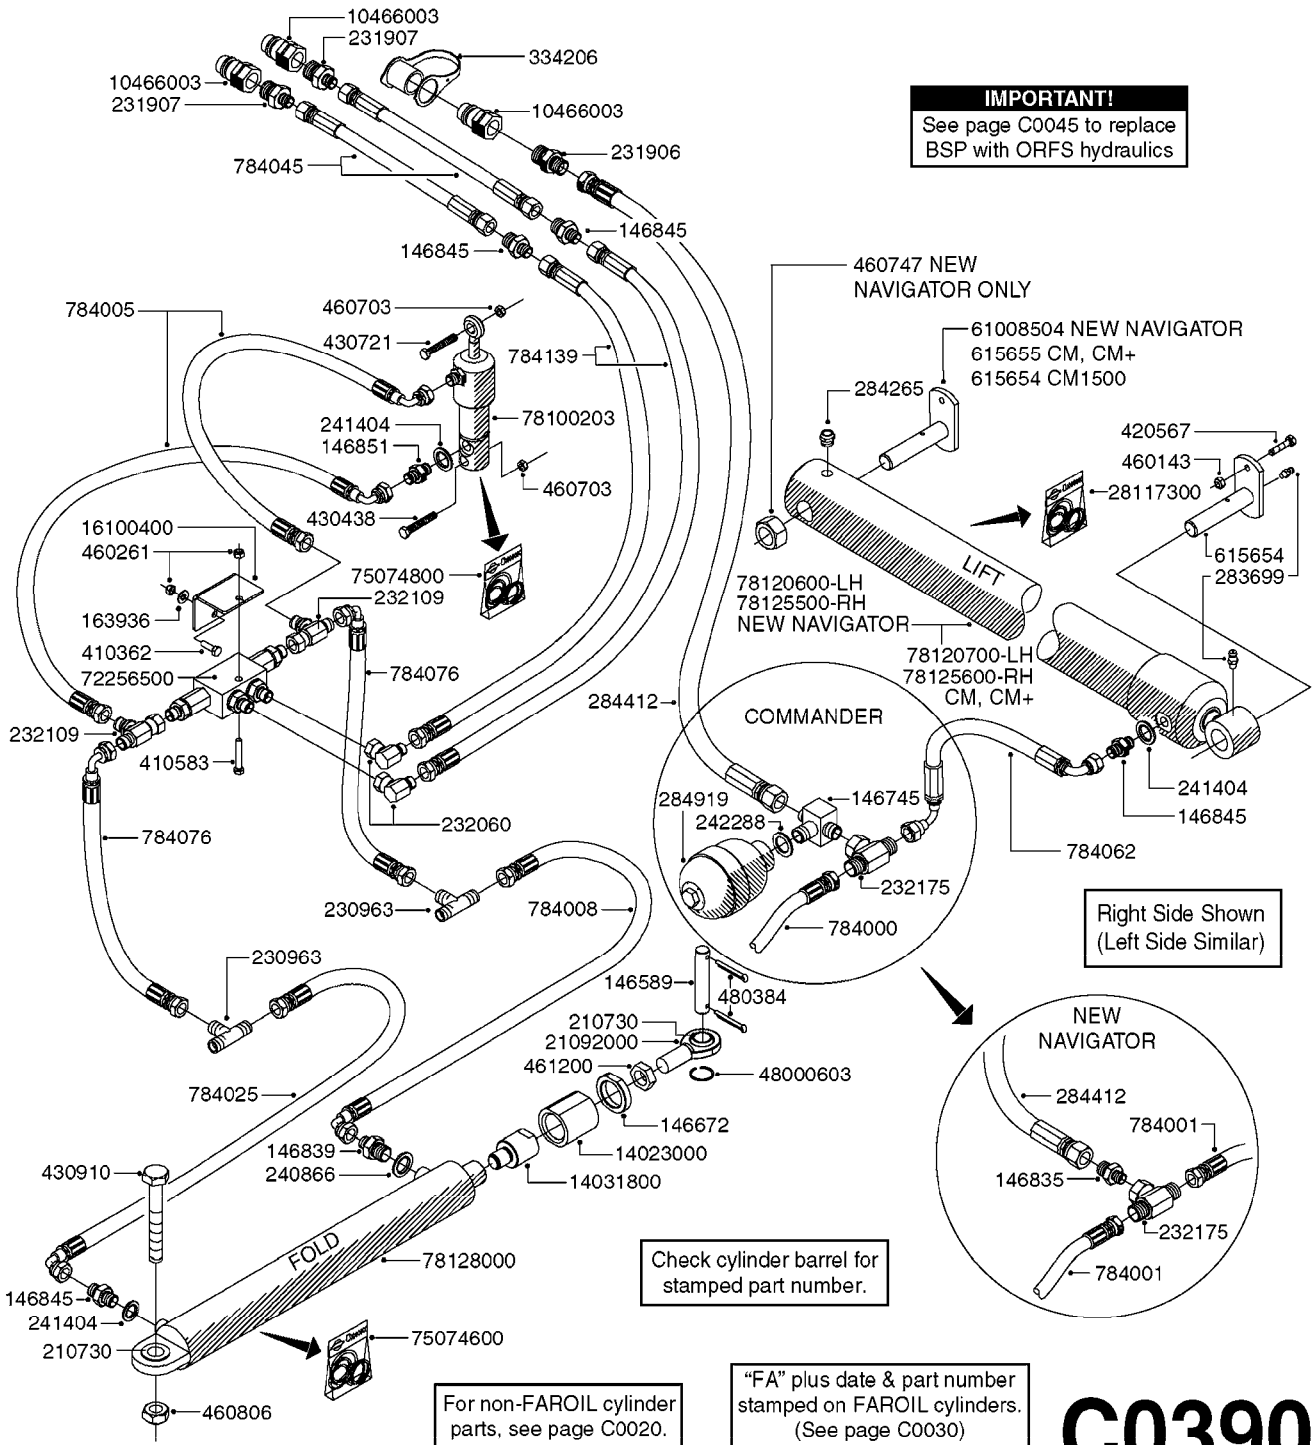 10466003
231907
334206
10466003
231907
10466003
231906
IMPORTANT!
See page C0045 to replace
BSP with ORFS hydraulics
784045
146845
146845
460747 NEW
NAVIGATOR ONLY
784005
460703
430721
784139
61008504 NEW NAVIGATOR
615655 CM, CM+
615654 CM1500
284265
78100203
241404
146851
460703
430438
420567
460143
28117300
16100400
460261
75074800
232109
163936
410362
72256500
784076
LIFT
615654
283699
78120600-LH
78125500-RH
NEW NAVIGATOR
78120700-LH
78125600-RH
CM, CM+
284412
COMMANDER
232109
410583
784076
232060
284919
242288
146745
241404
146845
784062
232175
230963
784008
784000
Right Side Shown
(Left Side Similar)
230963
146589
480384
210730
21092000
461200
48000603
NEW
NAVIGATOR
284412
784001
784025
146672
14023000
14031800
146839
240866
430910
146835
232175
784001
FOLD
78128000
Check cylinder barrel for
stamped part number.
146845
241404
210730
75074600
460806
For non-FAROIL cylinder
parts, see page C0020.
“FA” plus date & part number
stamped on FAROIL cylinders.
(See page C0030)
C0390